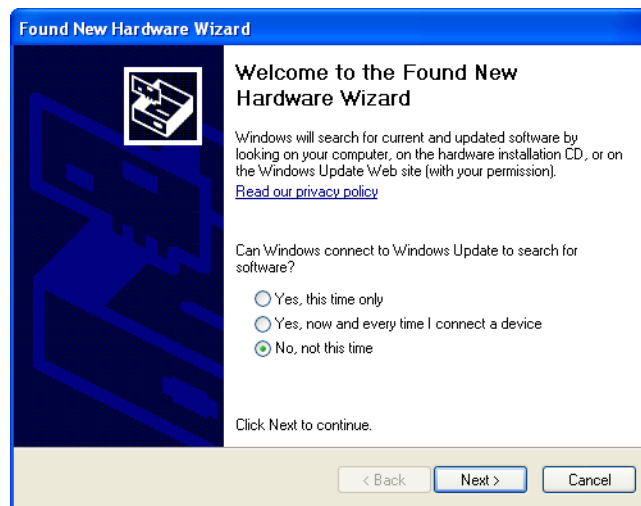 Found New Hardware Wizard
Welcome to the Found New
Hardware Wizard
Windows will search for current and updated software by
looking on your computer, on the hardware installation CD, or on
the Windows Update Web site (with your permission).
Read our privacy policy
Can Windows connect to Windows Update to search for
software?
Yes, this time only
Yes, now and every time I connect a device
No, not this time
Click Next to continue.
< Back Next > Cancel